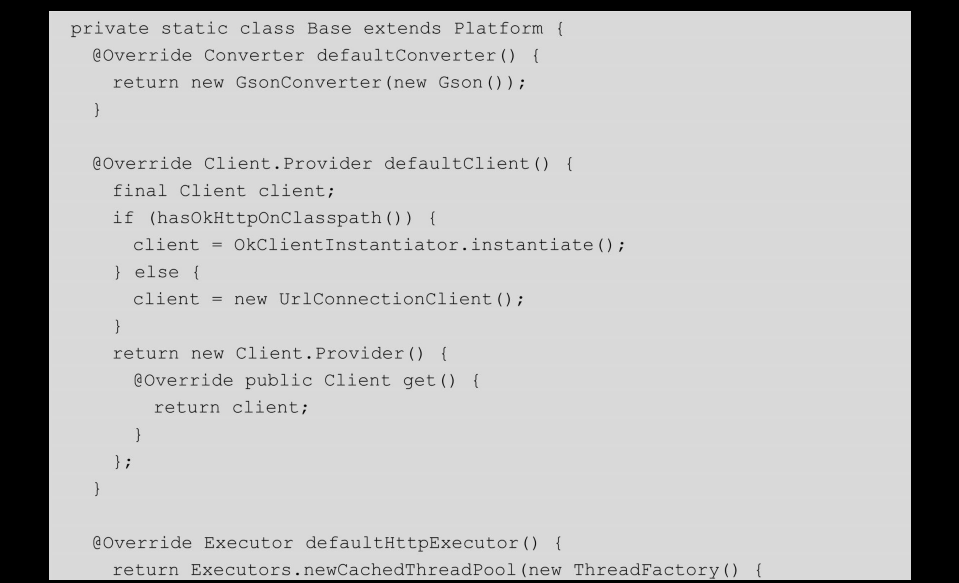 private static class Base extends Platform {
@Override Converter defaultConverter() {
return new GsonConverter(new Gson());
}
@Override Client.Provider defaultClient() {
final Client client;
if (hasOkHttpOnClasspath()) {
client = OkClientInstantiator.instantiate();
} else {
client = new UrlConnectionClient();
}
return new Client.Provider() {
@Override public Client get() {
return client;
}
};
}
@Override Executor defaultHttpExecutor() {
return Executors.newCachedThreadPool(new ThreadFactory() {